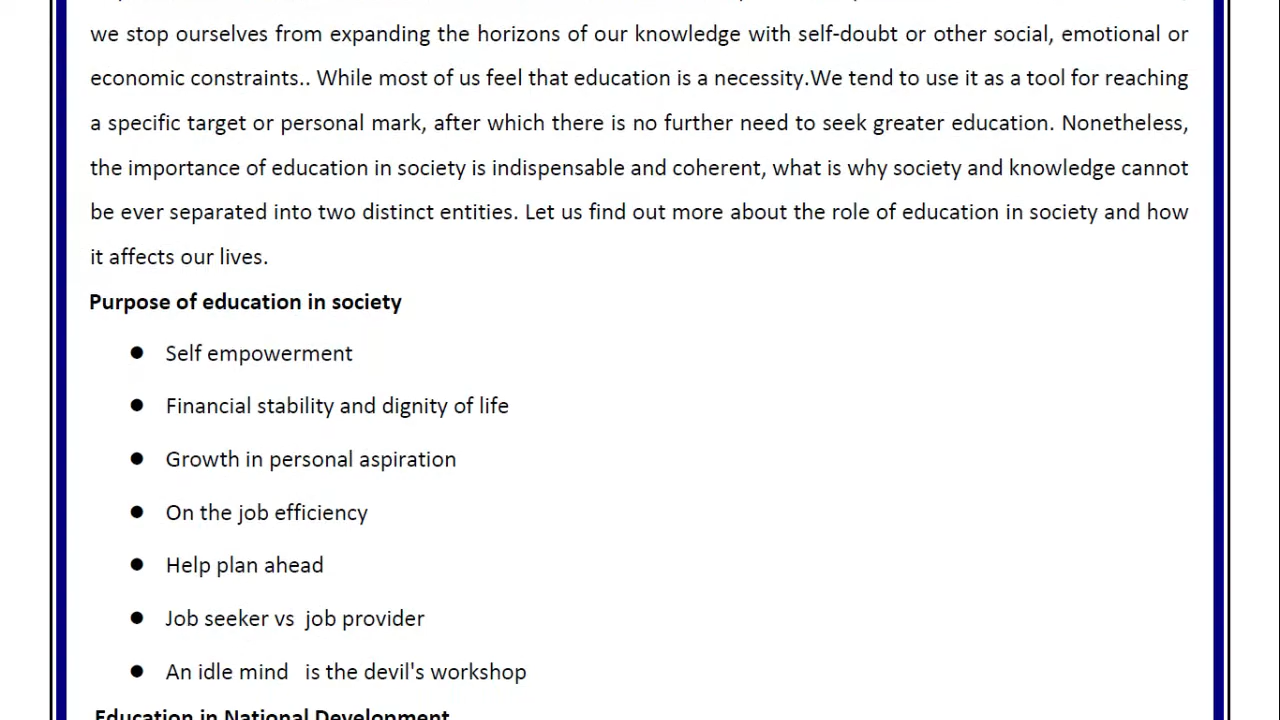 we stop ourselves from expanding the horizons of our knowledge with self-doubt or other social, emotional or
economic constraints.. While most of us feel that education is a necessity.We tend to use it as a tool for reaching
a specific target or personal mark, after which there is no further need to seek greater education. Nonetheless,
the importance of education in society is indispensable and coherent, what is why society and knowledge cannot
be ever separated into two distinct entities. Let us find out more about the role of education in society and how
it affects our lives.
Purpose of education in society
● Self empowerment
● Financial stability and dignity of life
● Growth in personal aspiration
● On the job efficiency
● Help plan ahead
● Job seeker vs  job provider
● An idle mind   is the devil's workshop
Education in National Development